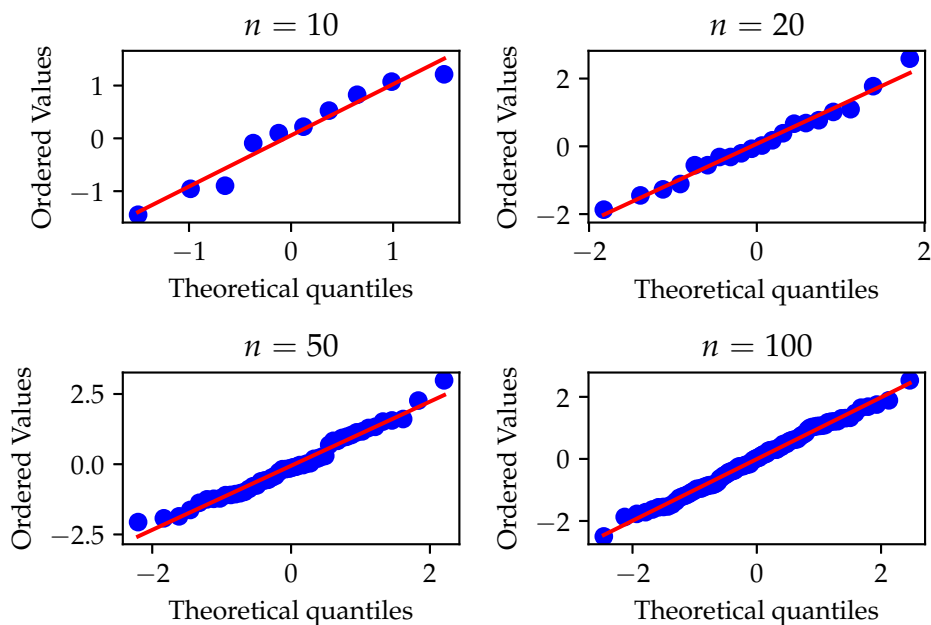 n = 10
n = 20
Ordered Values
1
0
−1
−1
0
1
Theoretical quantiles
Ordered Values
2
0
−2
−2
0
2
Theoretical quantiles
n = 50
n = 100
Ordered Values
2.5
0.0
−2.5
−2
0
2
Theoretical quantiles
Ordered Values
2
0
−2
−2
0
2
Theoretical quantiles